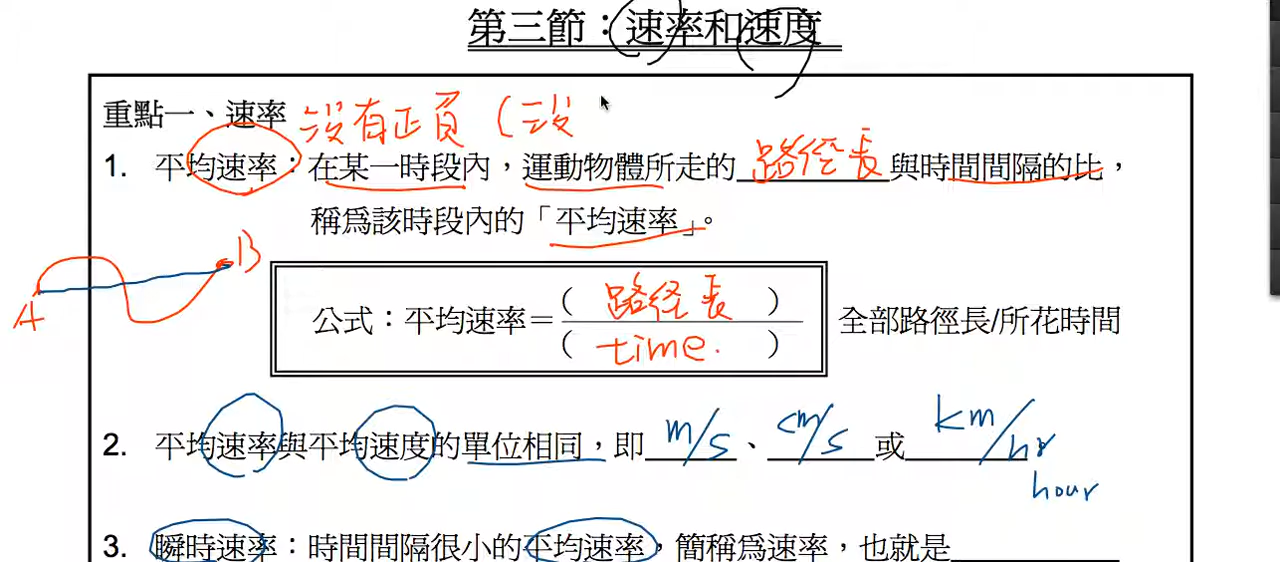 第三節：速率和速度
重點一、速率 沒有正負 (沒
1. 平均速率：在某一時段內，運動物體所走的 路徑長 與時間間隔的比，
稱為該時段內的「平均速率」。
A B
公式：平均速率＝( 路径長 ) 全部路徑長/所花時間
( time. )
2. 平均速率與平均速度的單位相同，即 m/s、cm/s 或 km/hr
hour
3. 瞬時速率：時間間隔很小的平均速率，簡稱為速率，也就是